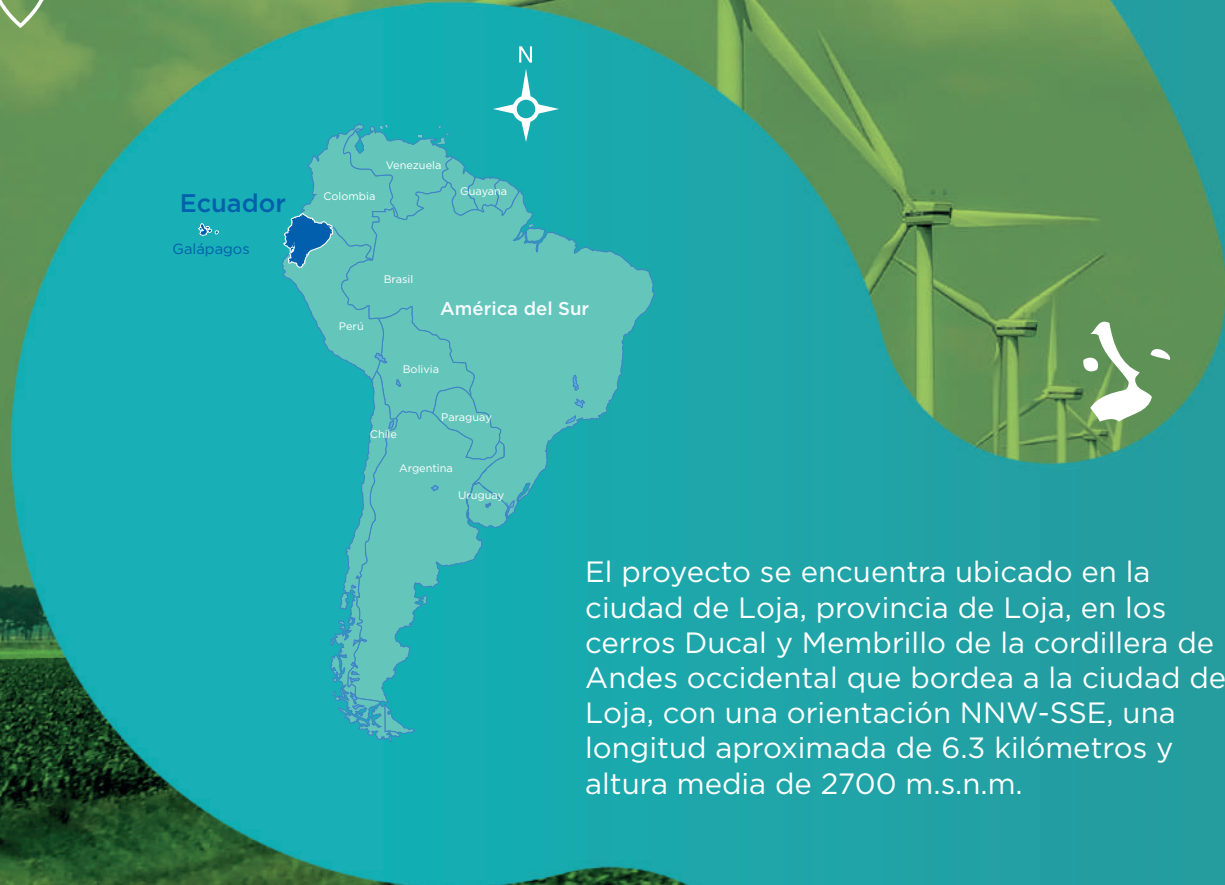 N
Venezuela
Guayana
Colombia
Ecuador
Galápagos
Brasil
América del Sur
Perú
Bolivia
Paraguay
Chile
Argentina
Uruguay
El proyecto se encuentra ubicado en la
ciudad de Loja, provincia de Loja, en los
cerros Ducal y Membrillo de la cordillera de
Andes occidental que bordea a la ciudad de
Loja, con una orientación NNW-SSE, una
longitud aproximada de 6.3 kilómetros y
altura media de 2700 m.s.n.m.